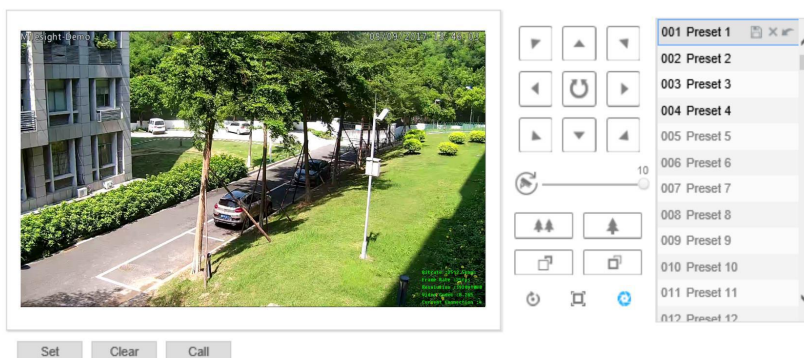 Milesight-Demo
10
001 Preset 1
002 Preset 2
003 Preset 3
004 Preset 4
005 Preset 5
006 Preset 6
007 Preset 7
008 Preset 8
009 Preset 9
010 Preset 10
011 Preset 11
012 Preset 12
Set Clear Call